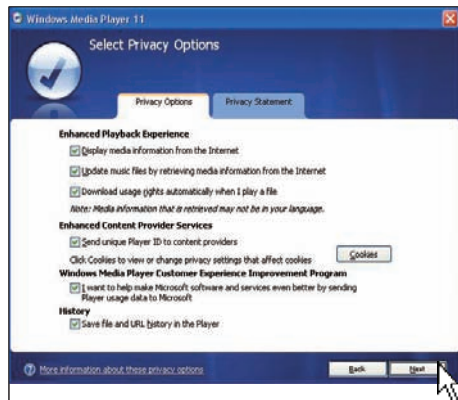 Windows Media Player 11
Select Privacy Options
Privacy Options
Privacy Statement
Enhanced Playback Experience
Display media information from the Internet
Update music files by retrieving media information from the Internet
Download usage rights automatically when I play a file
Note: Media information that is retrieved may not be in your language.
Enhanced Content Provider Services
Send unique Player ID to content providers
Click Cookies to view or change privacy settings that affect cookies
Cookies
Windows Media Player Customer Experience Improvement Program
I want to help make Microsoft software and services even better by sending
Player usage data to Microsoft
History
Save file and URL history in the Player
More information about these privacy options
Back
Next